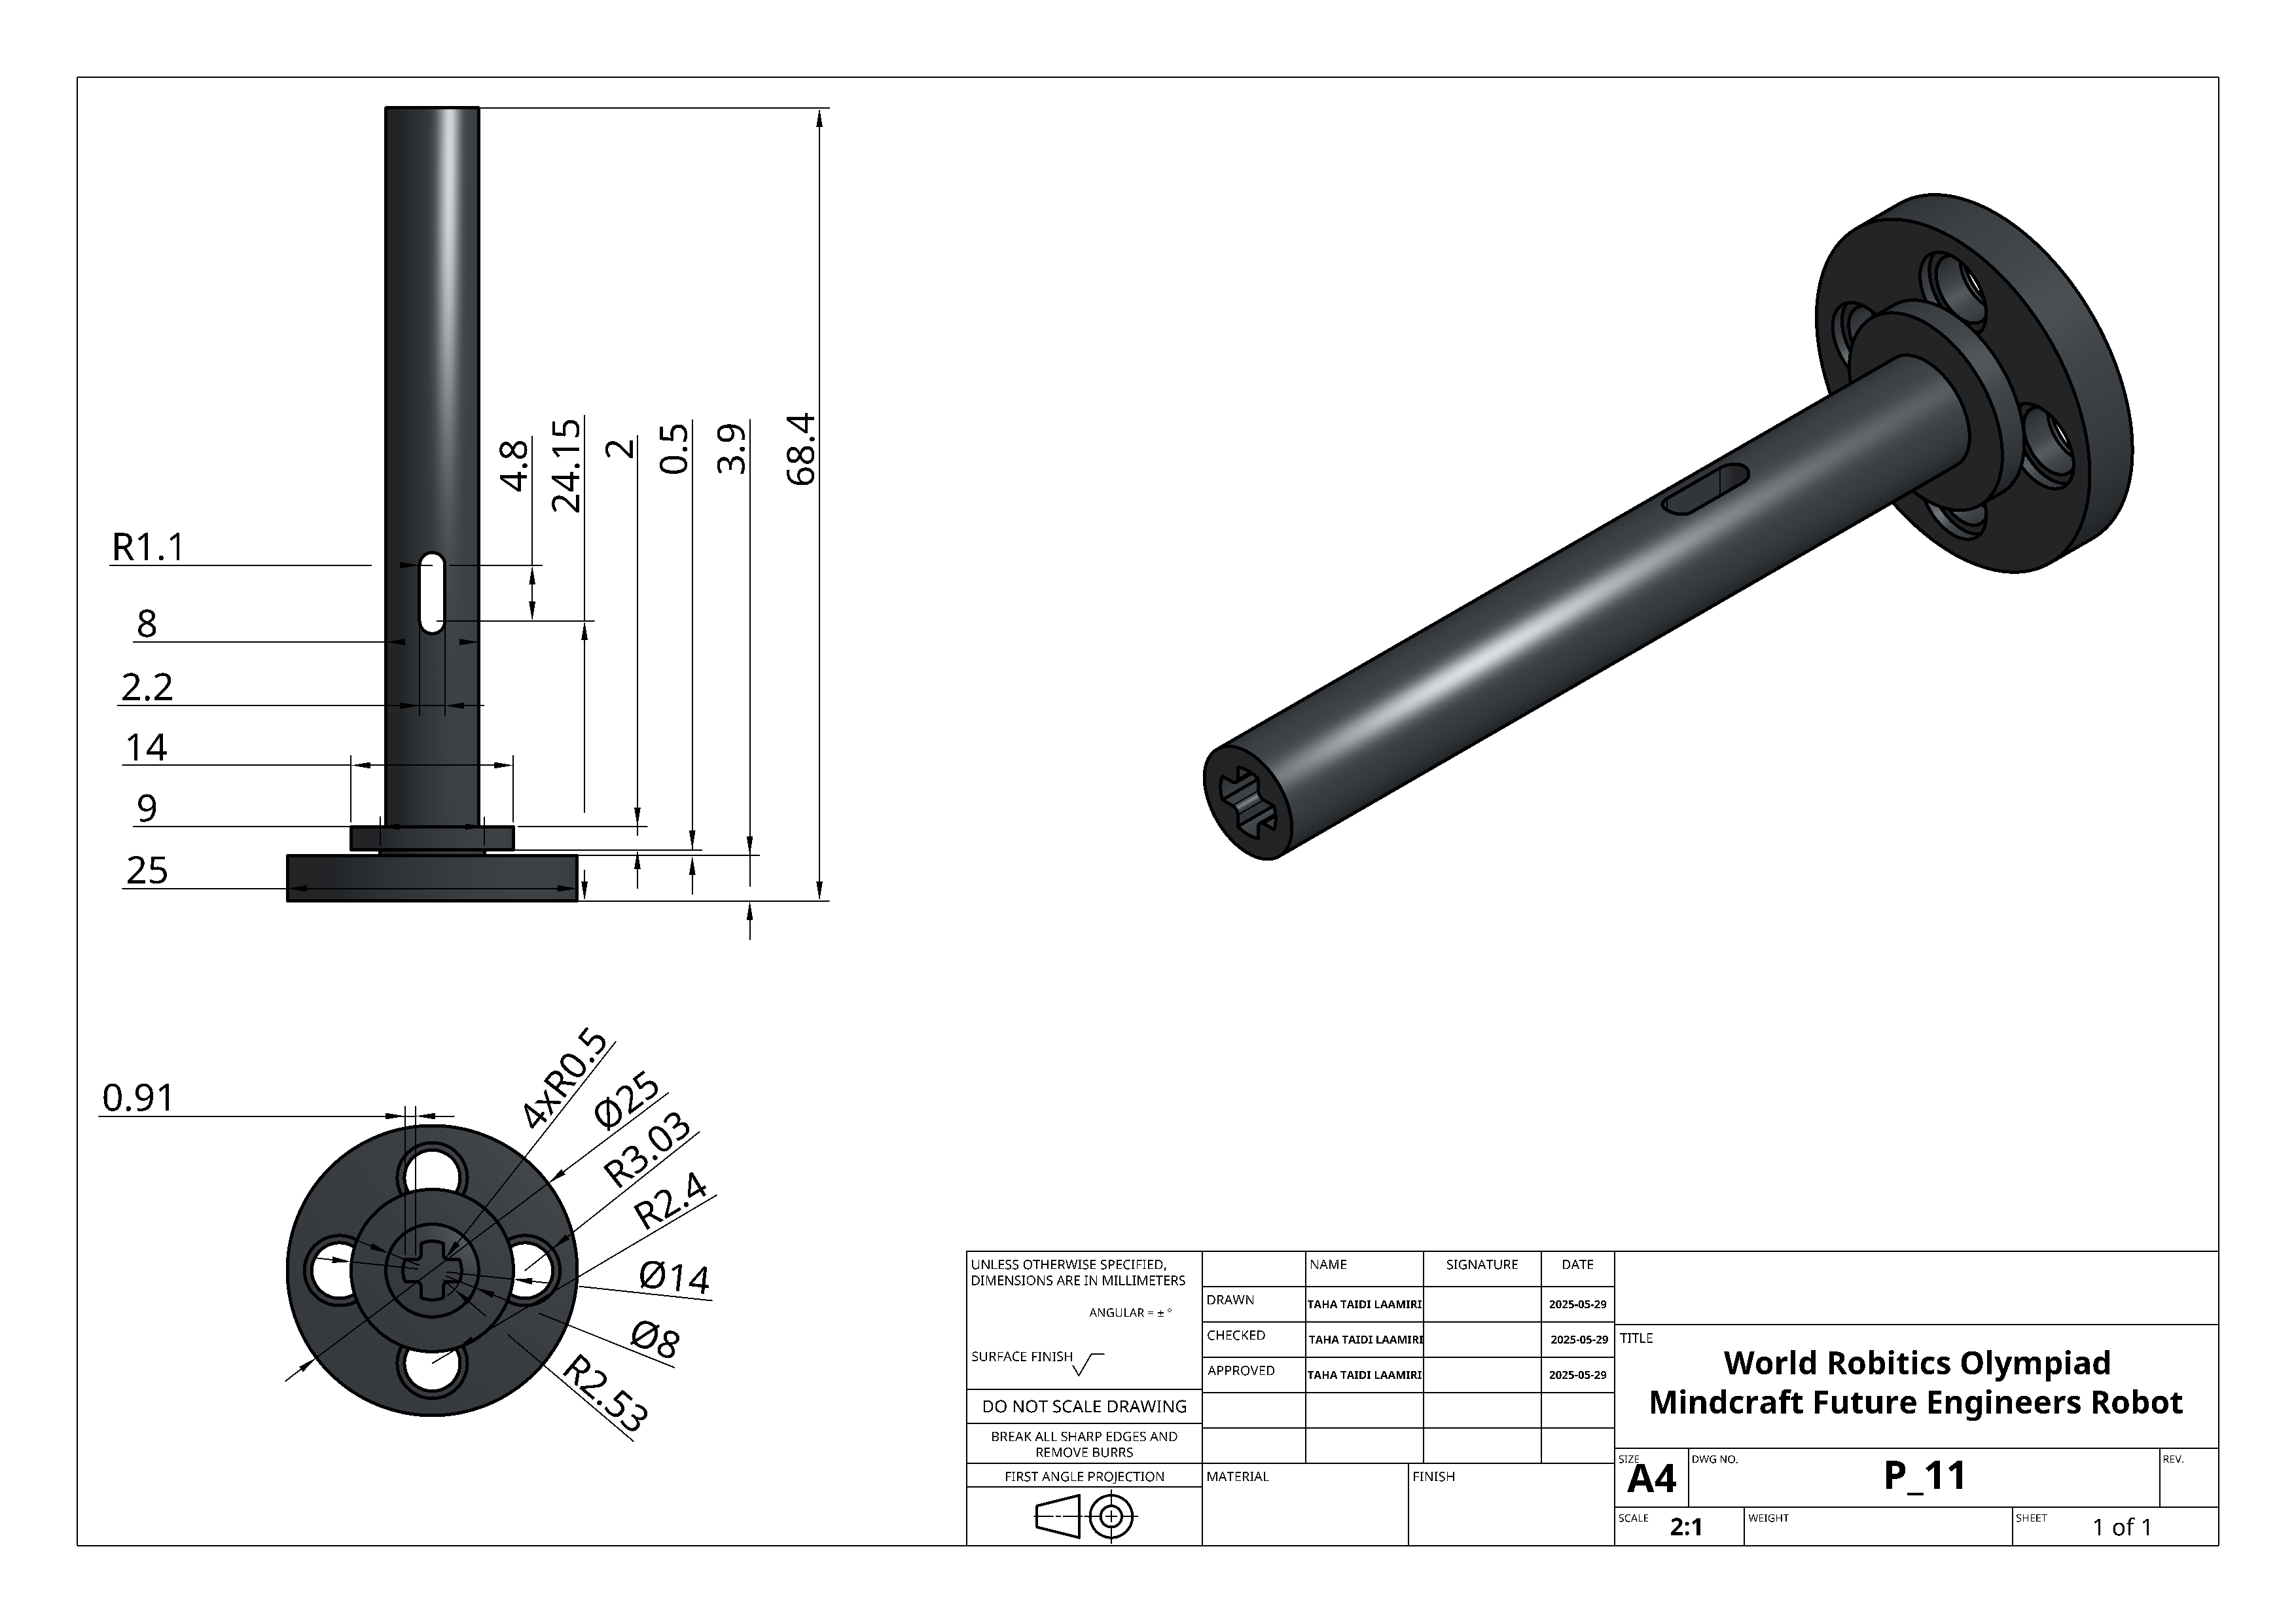 4.8
24.15
2
0.5
3.9
68.4
R1.1
8
2.2
14
9
25
0.91
4xR0.5
Ø25
R3.03
R2.4
Ø14
Ø8
R2.53
UNLESS OTHERWISE SPECIFIED,
DIMENSIONS ARE IN MILLIMETERS
ANGULAR = ± °
SURFACE FINISH
DO NOT SCALE DRAWING
BREAK ALL SHARP EDGES AND
REMOVE BURRS
FIRST ANGLE PROJECTION
NAME SIGNATURE DATE
DRAWN TAHA TAIDI LAAMIRI 2025-05-29
CHECKED TAHA TAIDI LAAMIRI 2025-05-29
APPROVED TAHA TAIDI LAAMIRI 2025-05-29
MATERIAL FINISH
TITLE
World Robitics Olympiad
Mindcraft Future Engineers Robot
SIZE A4 DWG NO. P_11 REV.
SCALE 2:1 WEIGHT SHEET 1 of 1